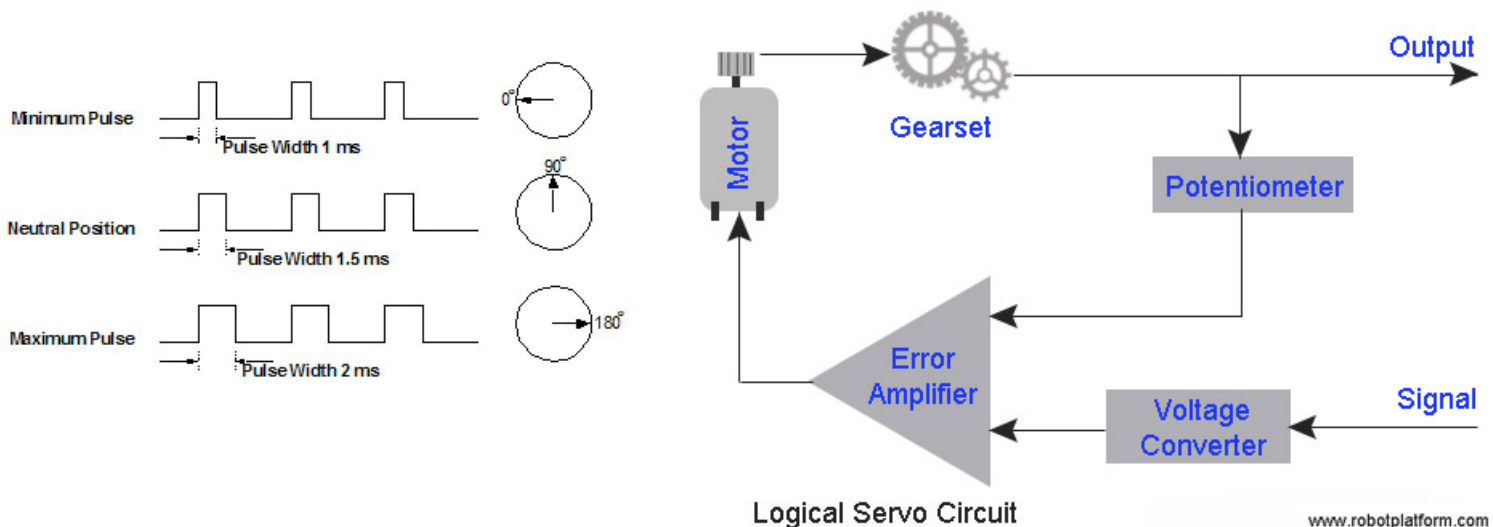 Minimum Pulse
0°
Pulse Width 1 ms
90°
Neutral Position
Pulse Width 1.5 ms
Maximum Pulse
180°
Pulse Width 2 ms
Output
Gearset
Motor
Potentiometer
Error
Amplifier
Voltage
Converter
Signal
Logical Servo Circuit
www.robotplatform.com